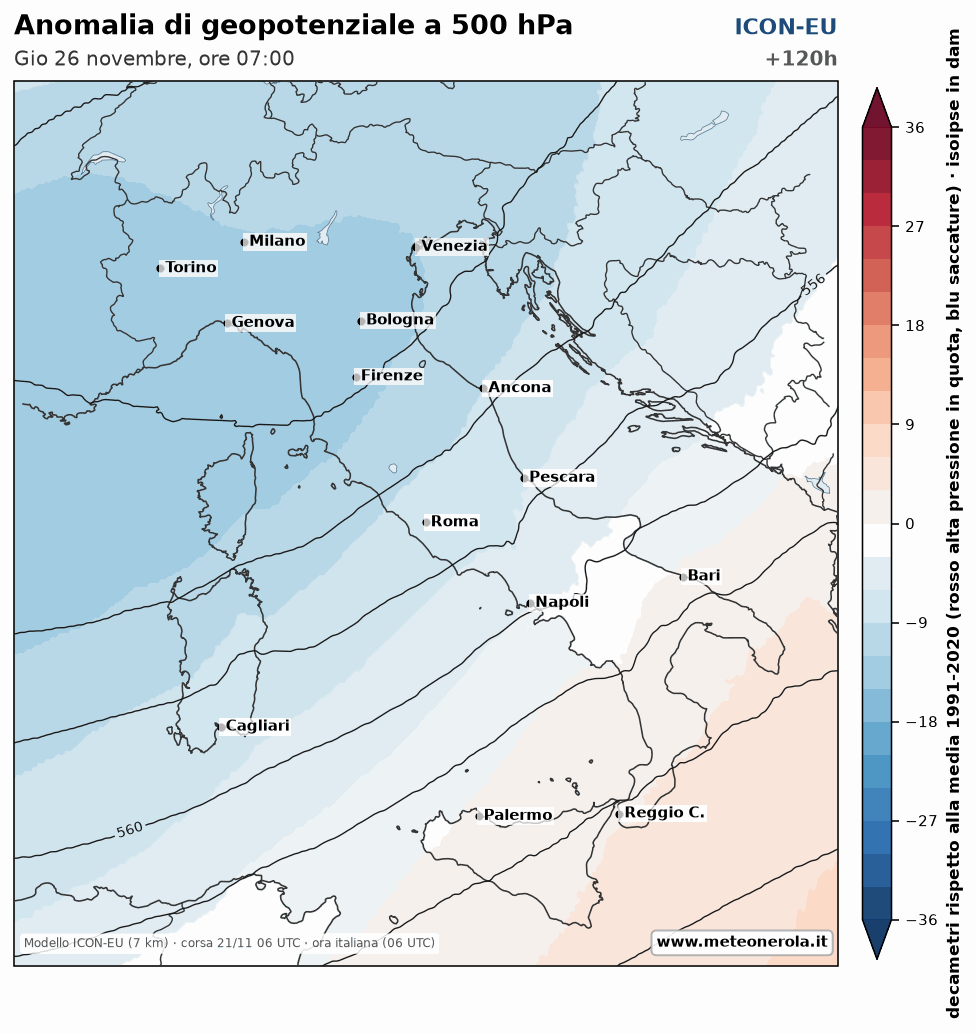 Anomalia di geopotenziale a 500 hPa
ICON-EU
Gio 26 novembre, ore 07:00
+120h
Milano
Venezia
Torino
Genova
Bologna
Firenze
Ancona
Pescara
Roma
Bari
Napoli
Cagliari
Palermo
Reggio C.
556
560
Modello ICON-EU (7 km) · corsa 21/11 06 UTC · ora italiana (06 UTC)
www.meteonerola.it
36
27
18
9
0
−9
−18
−27
−36
decametri rispetto alla media 1991-2020 (rosso alta pressione in quota, blu saccature) · isoipse in dam